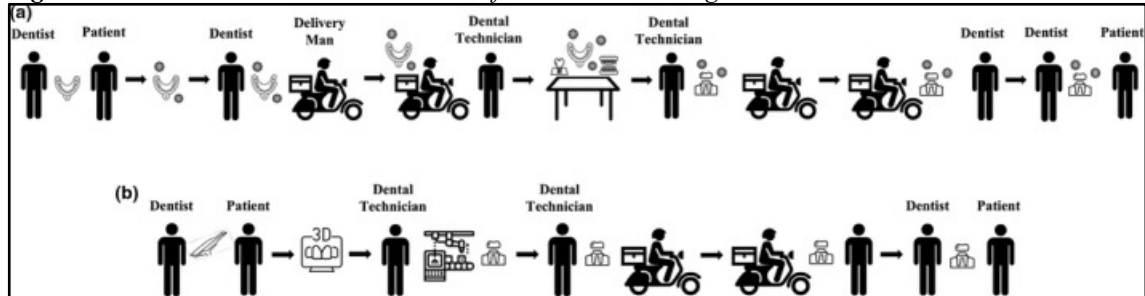 (a)
Dentist Patient Dentist Delivery Man Dental Technician Dental Technician Dentist Dentist Patient
(b)
Dentist Patient 3D Dental Technician Dental Technician Dentist Patient